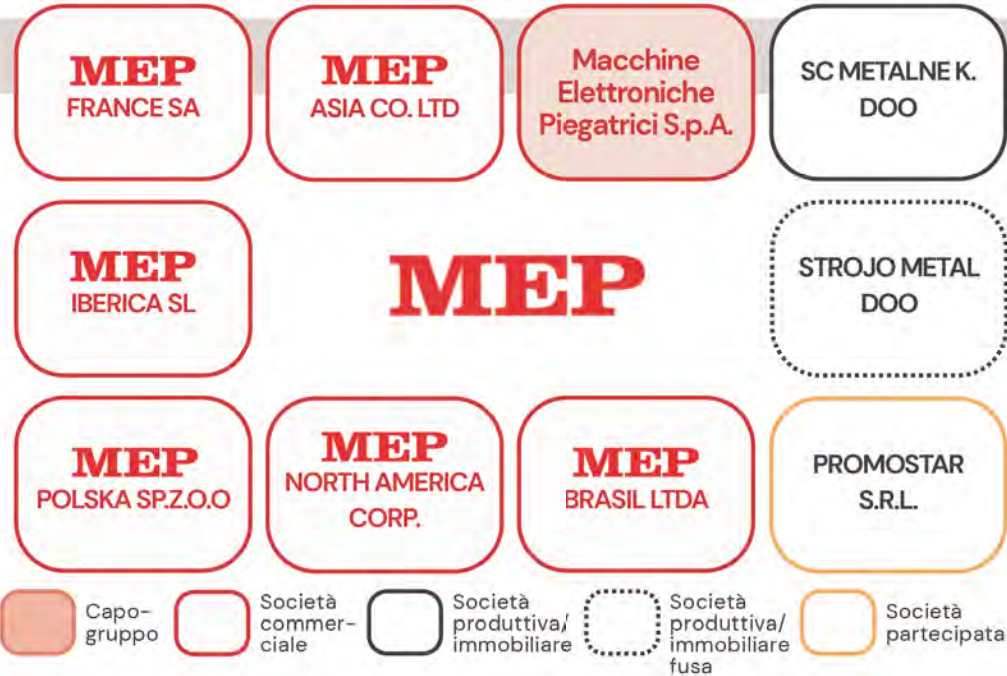 MEP
FRANCE SA
MEP
ASIA CO. LTD
Macchine
Elettroniche
Piegatrici S.p.A.
SC METALNE K.
DOO
MEP
IBERICA SL
MEP
STROJO METAL
DOO
MEP
POLSKA SP.Z.O.O
MEP
NORTH AMERICA
CORP.
MEP
BRASIL LTDA
PROMOSTAR
S.R.L.
Capo-
gruppo
Società
commer-
ciale
Società
produttiva/
immobiliare
Società
produttiva/
immobiliare
fusa
Società
partecipata